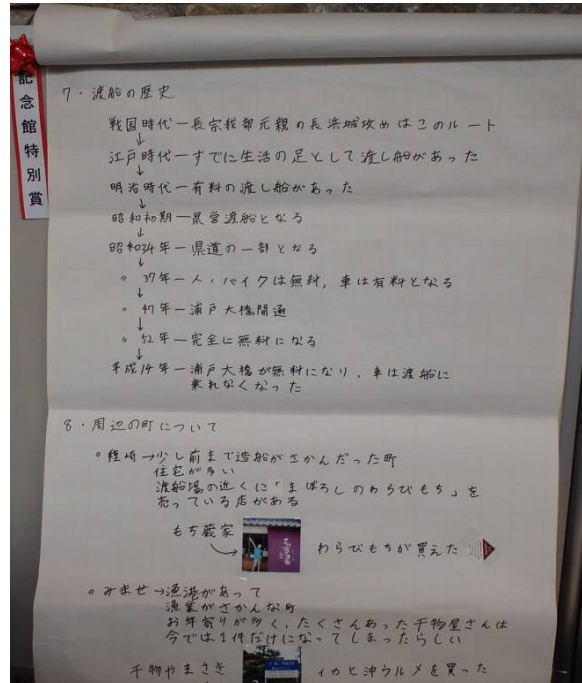 記念館特別賞
7・渡船の歴史
戦国時代ー長宗我部元親の長浜城攻めはこのルート
↓
江戸時代ーすでに生活の足として渡し船があった
↓
明治時代ー有料の渡し船があった
↓
昭和初期ー県営渡船となる
↓
昭和34年ー県道の一部となる
↓
〃 37年ー人・バイクは無料,車は有料となる
↓
〃 47年ー浦戸大橋開通
↓
〃 52年ー完全に無料になる
↓
平成14年ー浦戸大橋が無料になり、車は渡船に
乗れなくなった
8・周辺の町について
○種崎→少し前まで造船がさかんだった町
住宅が多い
渡船場の近くに「まぼろしのわらびもち」を
売っている店がある
もち蔵家
わらびもちが買えた
○みませ→漁港があって
漁業がさかんな町
お年寄りが多く,たくさんあった干物屋さんは
今では1件だけになってしまったらしい
干物やまさき
イカと沖ウルメを買った